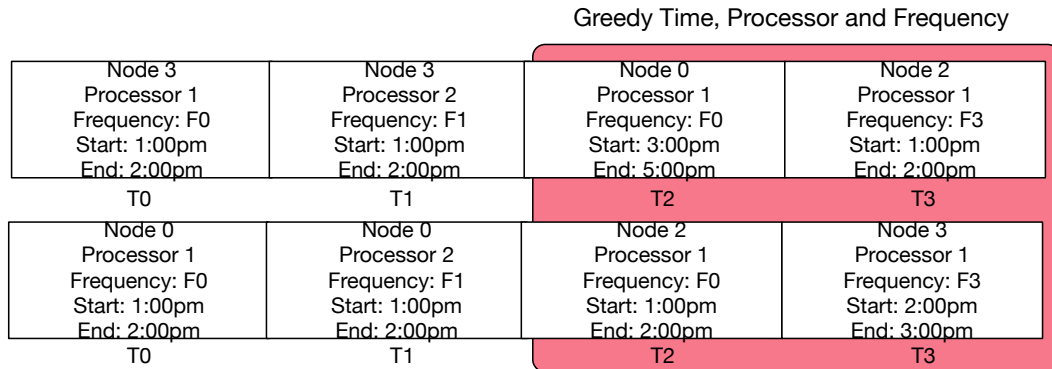 Greedy Time, Processor and Frequency
Node 3
Processor 1
Frequency: F0
Start: 1:00pm
End: 2:00pm
T0
Node 3
Processor 2
Frequency: F1
Start: 1:00pm
End: 2:00pm
T1
Node 0
Processor 1
Frequency: F0
Start: 3:00pm
End: 5:00pm
T2
Node 2
Processor 1
Frequency: F3
Start: 1:00pm
End: 2:00pm
T3
Node 0
Processor 1
Frequency: F0
Start: 1:00pm
End: 2:00pm
T0
Node 0
Processor 2
Frequency: F1
Start: 1:00pm
End: 2:00pm
T1
Node 2
Processor 1
Frequency: F0
Start: 1:00pm
End: 2:00pm
T2
Node 3
Processor 1
Frequency: F3
Start: 2:00pm
End: 3:00pm
T3